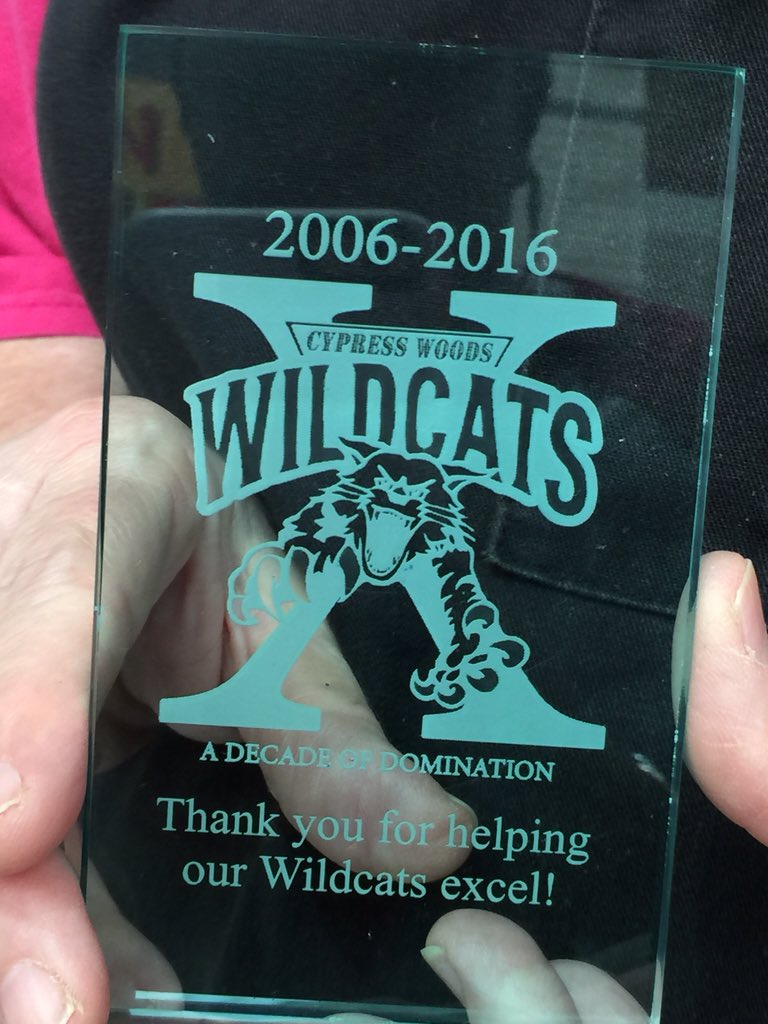 2006-2016
CYPRESS WOODS
WILDCATS
A DECADE OF DOMINATION
Thank you for helping
our Wildcats excel!